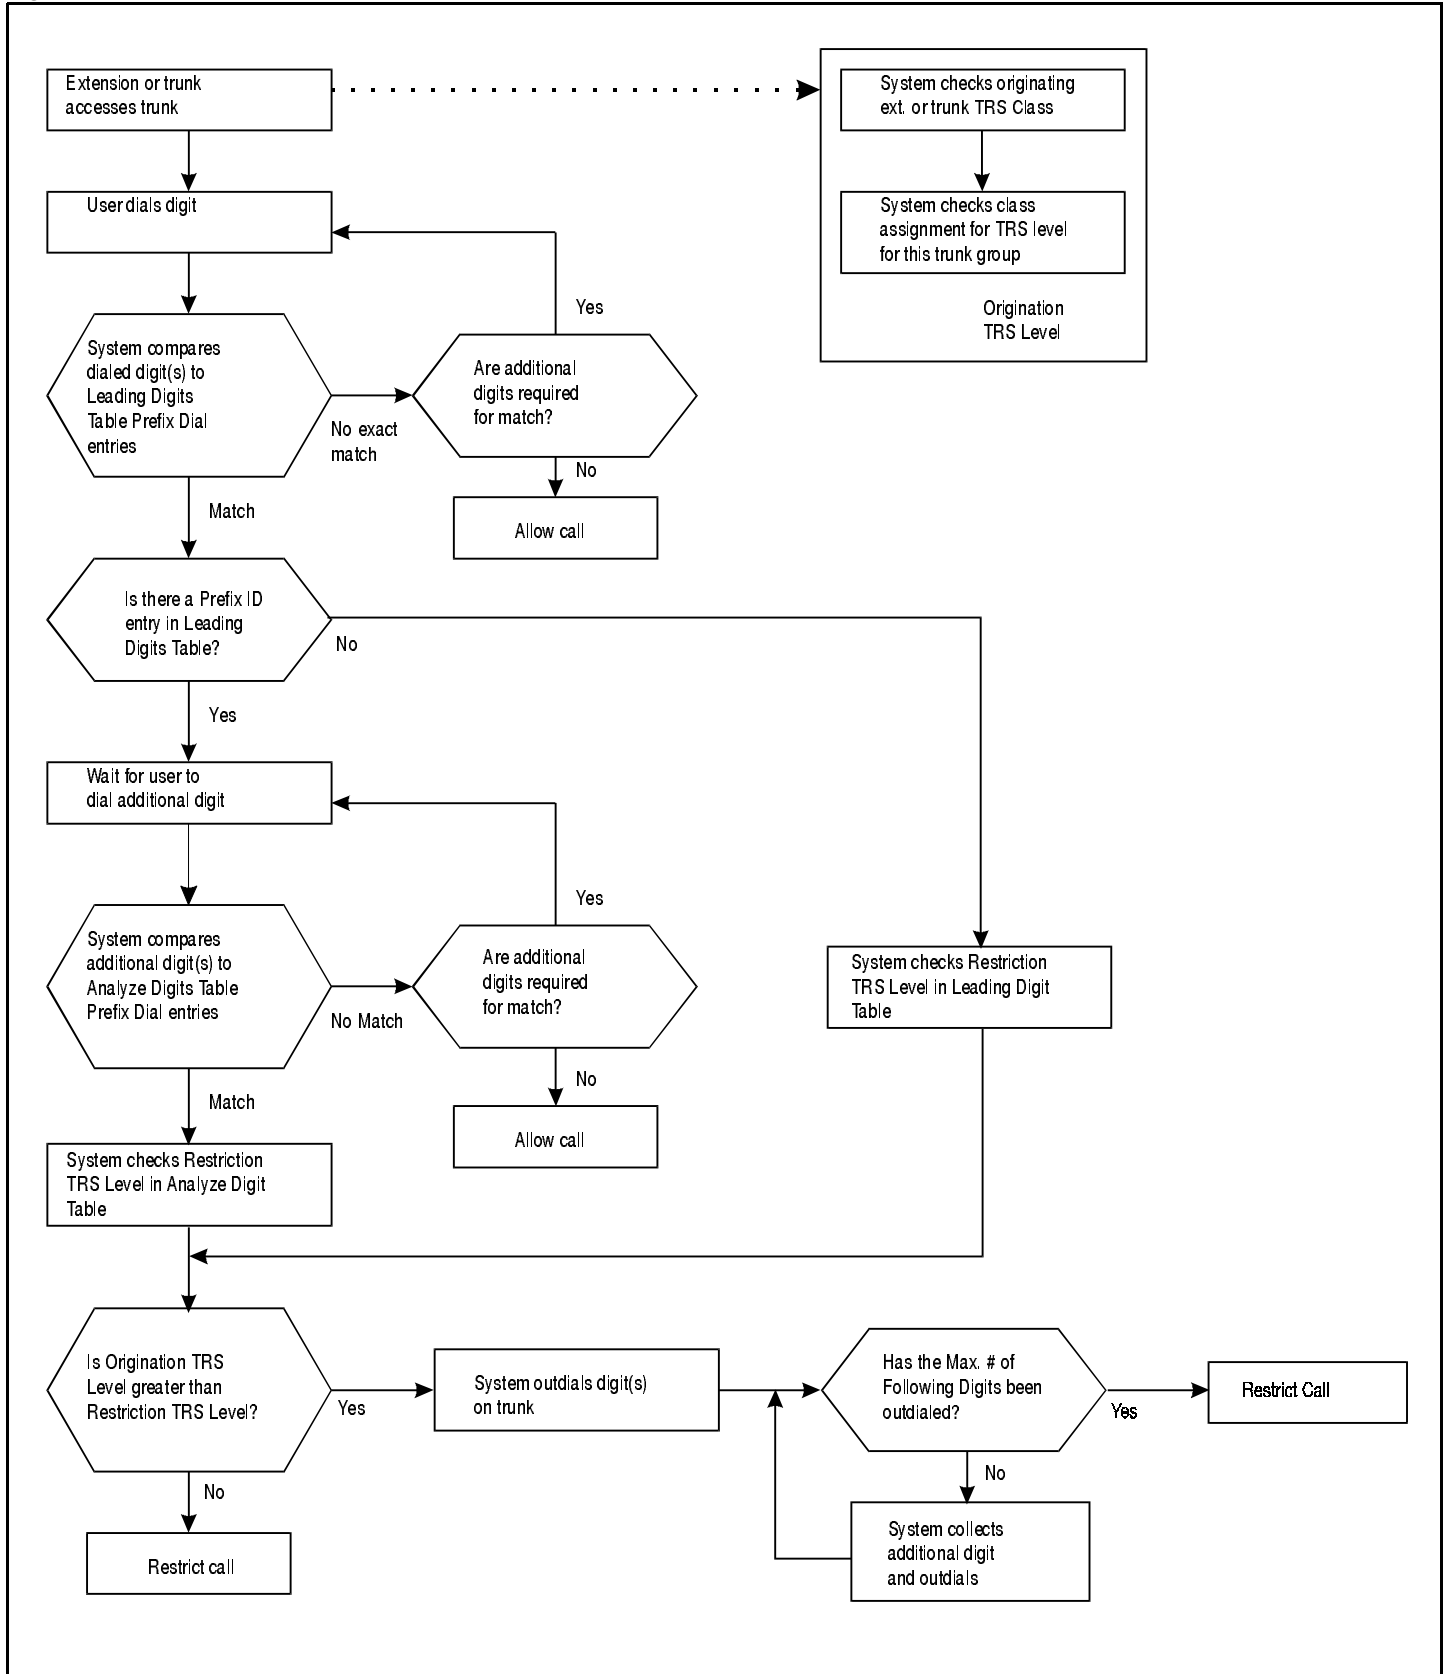 Extension or trunk
accesses trunk
System checks originating
ext. or trunk TRS Class
User dials digit
System checks class
assignment for TRS level
for this trunk group
Origination
TRS Level
Yes
System compares
dialed digit(s) to
Leading Digits
Table Prefix Dial
entries
No exact
match
Are additional
digits required
for match?
No
Allow call
Match
Is there a Prefix ID
entry in Leading
Digits Table?
No
Yes
Wait for user to
dial additional digit
Yes
System compares
additional digit(s) to
Analyze Digits Table
Prefix Dial entries
No Match
Are additional
digits required
for match?
System checks Restriction
TRS Level in Leading Digit
Table
No
Allow call
Match
System checks Restriction
TRS Level in Analyze Digit
Table
Is Origination TRS
Level greater than
Restriction TRS Level?
Yes
System outdials digit(s)
on trunk
Has the Max. # of
Following Digits been
outdialed?
Yes
Restrict Call
No
Restrict call
No
System collects
additional digit
and outdials